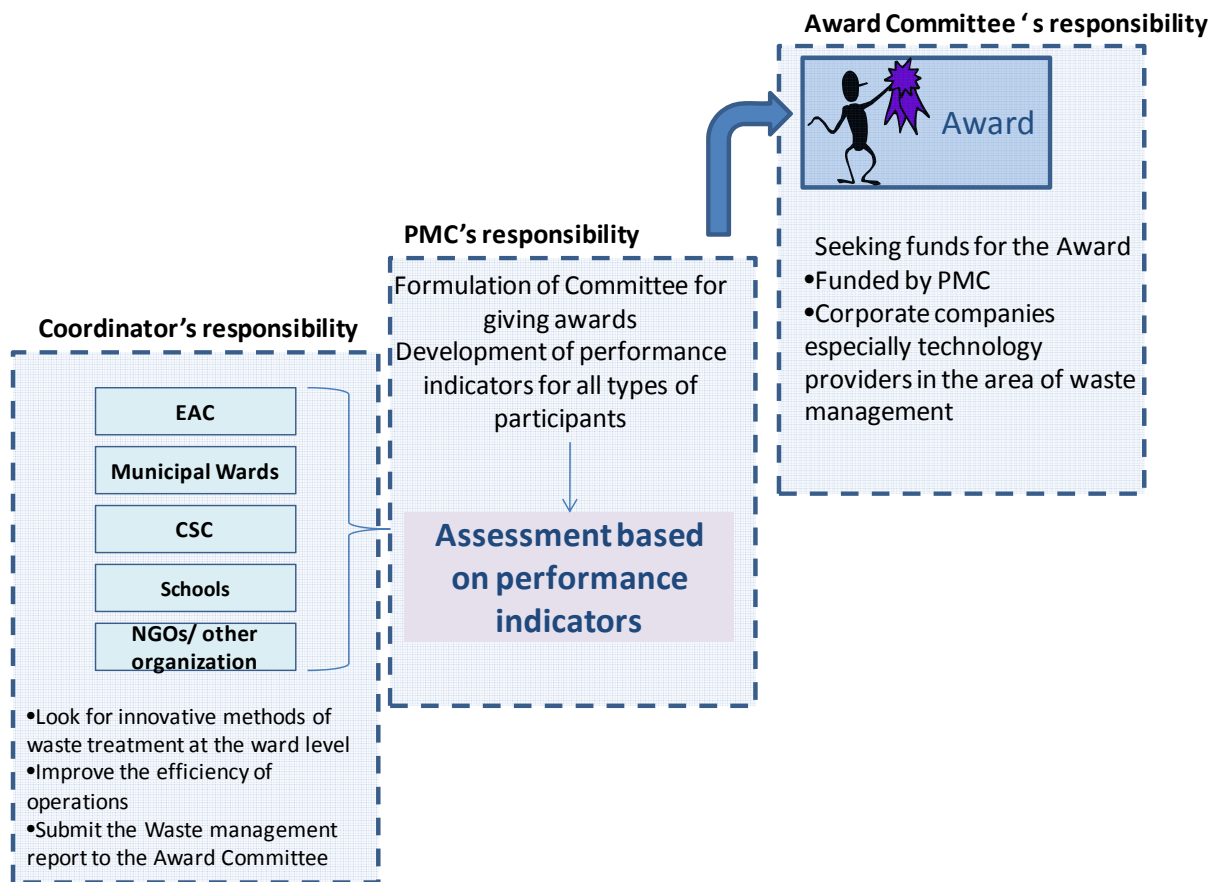 Coordinator's responsibility
EAC
Municipal Wards
CSC
Schools
NGOs/ other
organization
•Look for innovative methods of
waste treatment at the ward level
•Improve the efficiency of
operations
•Submit the Waste management
report to the Award Committee
PMC's responsibility
Formulation of Committee for
giving awards
Development of performance
indicators for all types of
participants
Assessment based
on performance
indicators
Award Committee ‘ s responsibility
Award
Seeking funds for the Award
•Funded by PMC
•Corporate companies
especially technology
providers in the area of waste
management